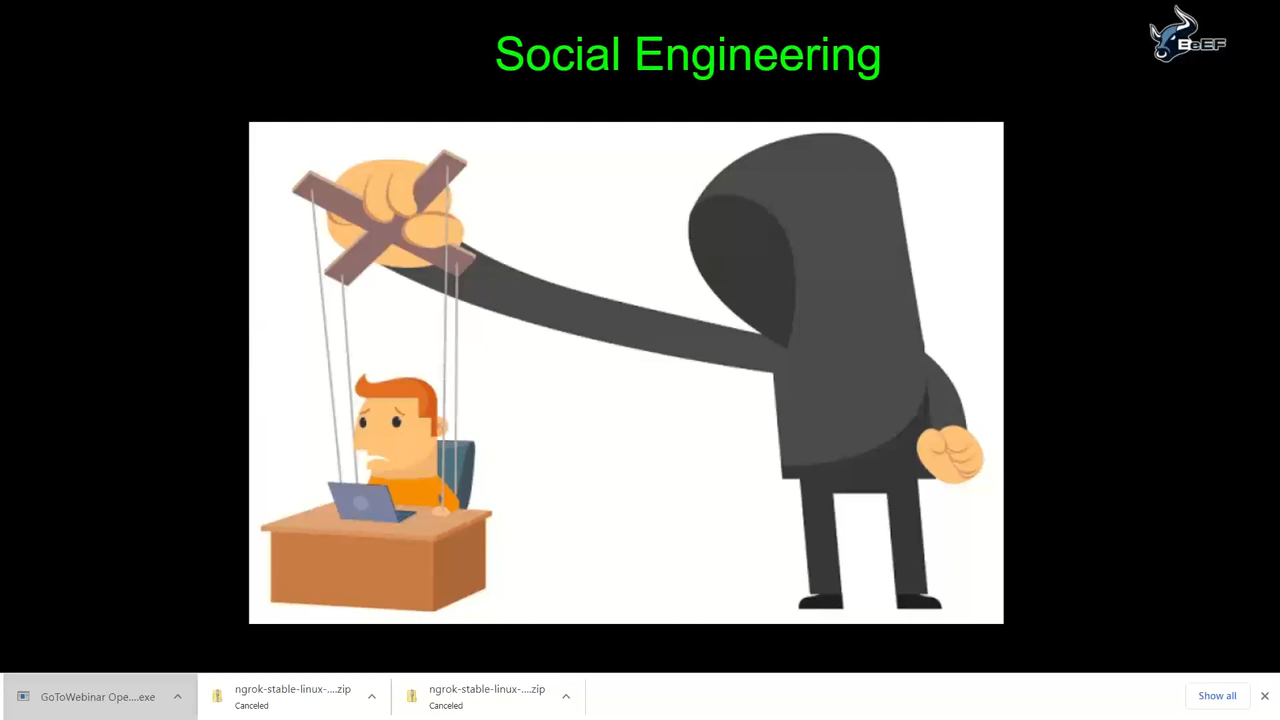 Social Engineering
BeEF
GoToWebinar Ope....exe
ngrok-stable-linux-....zip
Canceled
ngrok-stable-linux-....zip
Canceled
Show all